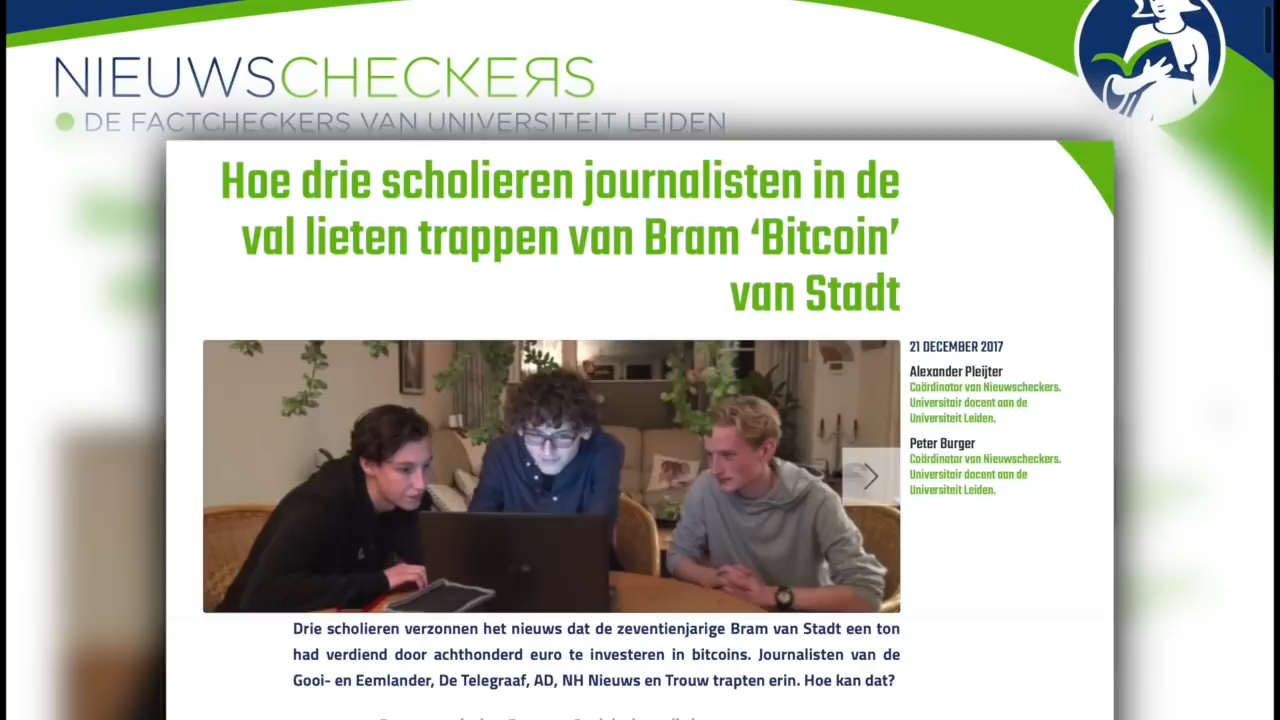 NIEUWSCHECKERS
DE FACTCHECKERS VAN UNIVERSITEIT LEIDEN
Hoe drie scholieren journalisten in de
val lieten trappen van Bram ‘Bitcoin’
van Stadt
21 DECEMBER 2017
Alexander Pleijter
Coördinator van Nieuwscheckers.
Universitair docent aan de
Universiteit Leiden.
Peter Burger
Coördinator van Nieuwscheckers.
Universitair docent aan de
Universiteit Leiden.
Drie scholieren verzonnen het nieuws dat de zeventienjarige Bram van Stadt een ton
had verdiend door achthonderd euro te investeren in bitcoins. Journalisten van de
Gooi- en Eemlander, De Telegraaf, AD, NH Nieuws en Trouw trapten erin. Hoe kan dat?